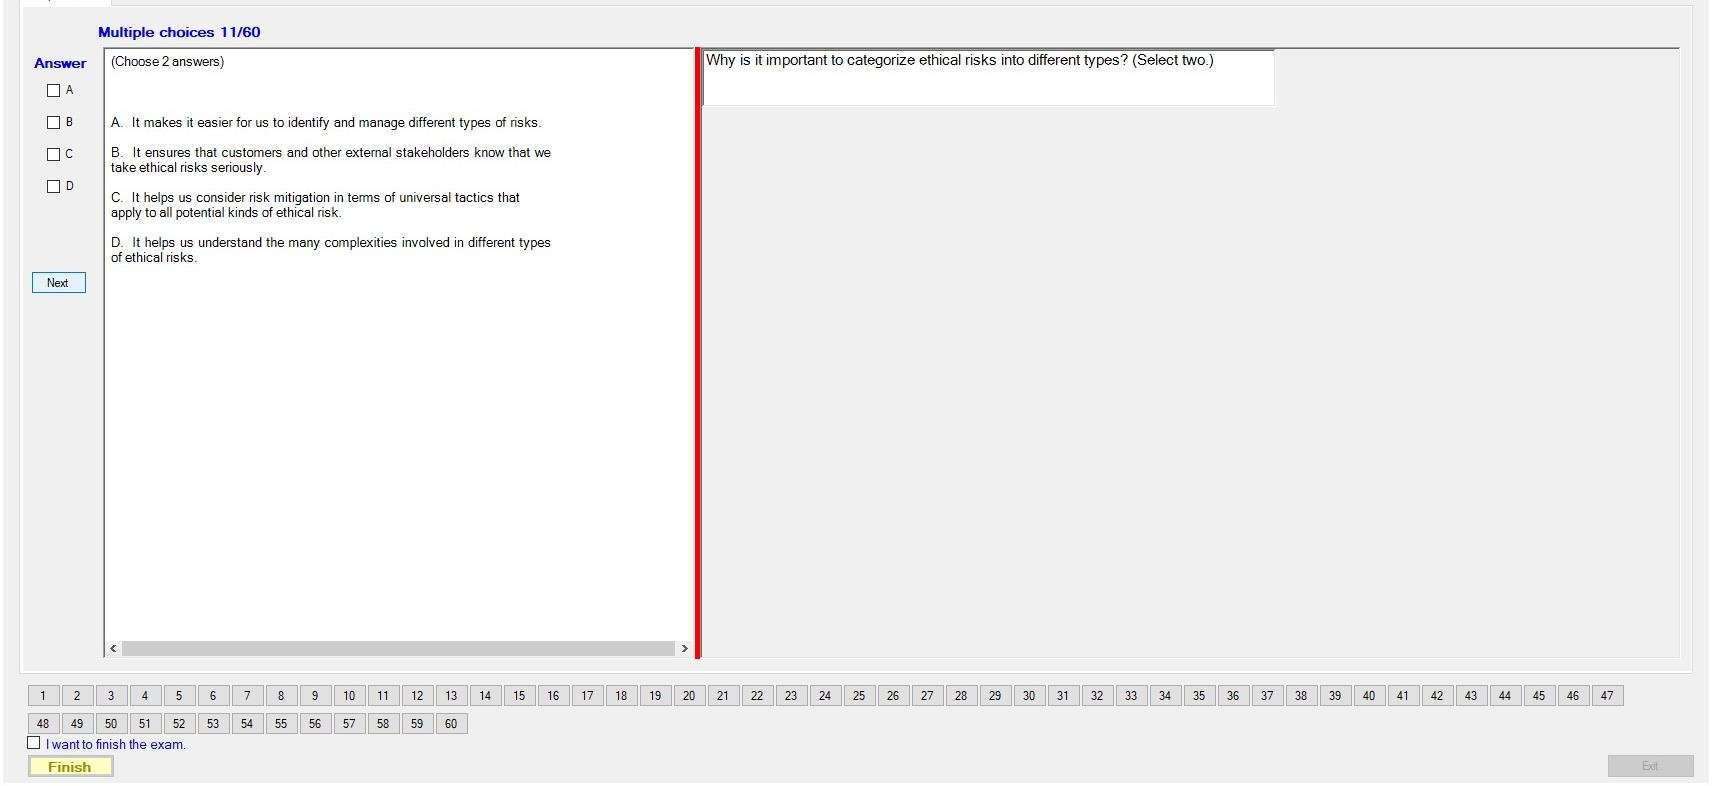 Multiple choices 11/60
Answer
A
B
C
D
Next
(Choose 2 answers)
A. It makes it easier for us to identify and manage different types of risks.
B. It ensures that customers and other external stakeholders know that we
take ethical risks seriously.
C. It helps us consider risk mitigation in terms of universal tactics that
apply to all potential kinds of ethical risk.
D. It helps us understand the many complexities involved in different types
of ethical risks.
Why is it important to categorize ethical risks into different types? (Select two.)
1 2 3 4 5 6 7 8 9 10 11 12 13 14 15 16 17 18 19 20 21 22 23 24 25 26 27 28 29 30 31 32 33 34 35 36 37 38 39 40 41 42 43 44 45 46 47
48 49 50 51 52 53 54 55 56 57 58 59 60
I want to finish the exam.
Finish
Exit